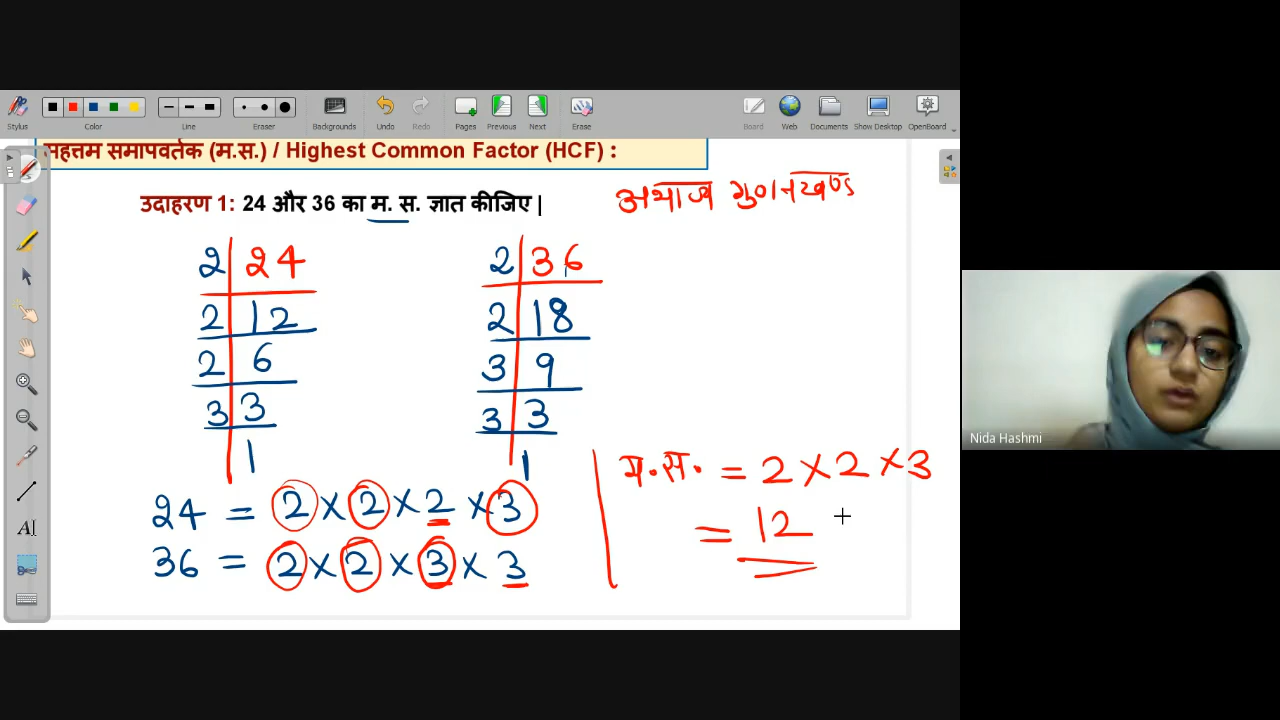 Stylus Color Line Eraser Backgrounds Undo Redo Pages Previous Next Erase Board Web Documents Show Desktop OpenBoard
महत्तम समापवर्तक (म.स.) / Highest Common Factor (HCF) :
उदाहरण 1: 24 और 36 का म. स. ज्ञात कीजिए |
अभाज्य गुणनखण्ड
2 24
2 12
2 6
3 3
1
2 36
2 18
3 9
3 3
1
24 = 2 × 2 × 2 × 3
36 = 2 × 2 × 3 × 3
म.स. = 2 × 2 × 3
= 12
Nida Hashmi